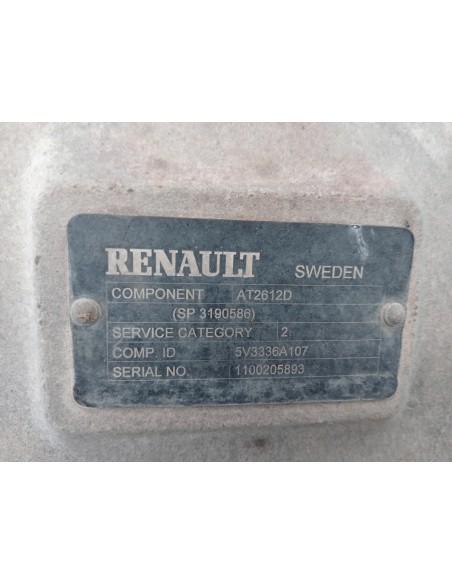 RENAULT SWEDEN
COMPONENT AT2612D
(SP 3190586)
SERVICE CATEGORY 2
COMP. ID 5V3336A107
SERIAL NO. 1100205893